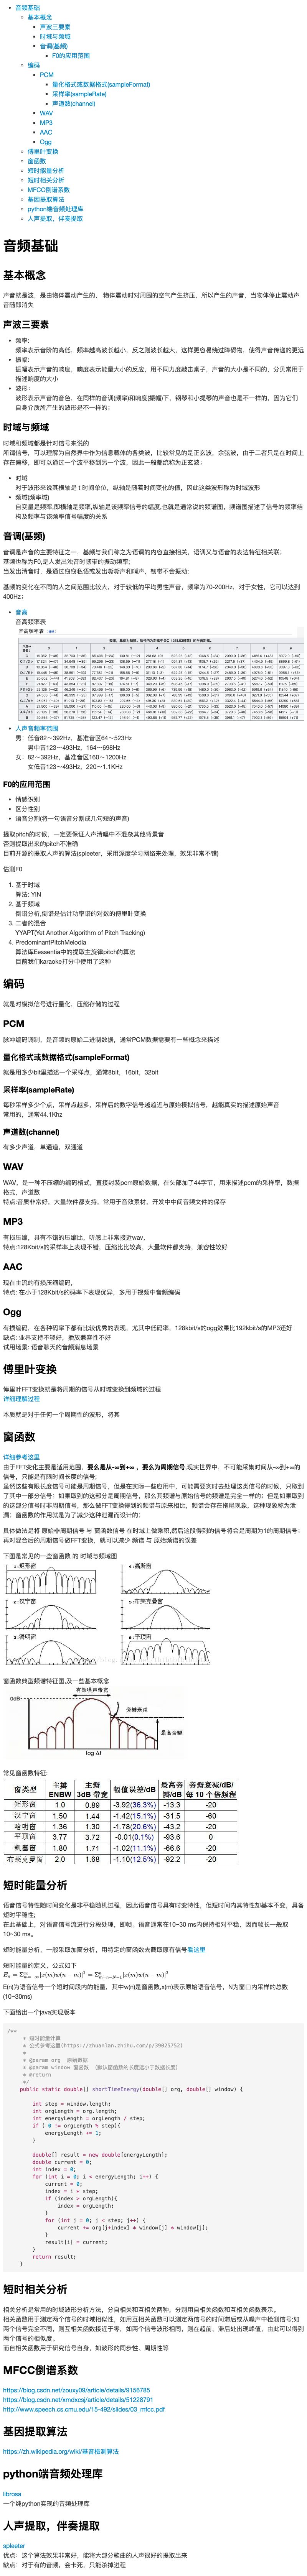 音频基础
基本概念
声波三要素
时域与频域
音调(基频)
F0的应用范围
编码
PCM
量化格式或数据格式(sampleFormat)
采样率(sampleRate)
声道数(channel)
WAV
MP3
AAC
Ogg
傅里叶变换
窗函数
短时能量分析
短时相关分析
MFCC倒谱系数
基因提取算法
python端音频处理库
人声提取，伴奏提取
音频基础
基本概念
声音就是波，是由物体震动产生的， 物体震动时对周围的空气产生挤压，所以产生的声音，当物体停止震动声
音随即消失
声波三要素
频率:
频率表示音阶的高低，频率越高波长越小，反之则波长越大，这样更容易绕过障碍物，使得声音传递的更远
振幅:
振幅表示声音的响度，响度表示能量大小的反应，用不同力度敲击桌子，声音的大小是不同的，分贝常用于
描述响度的大小
波形:
波形表示声音的音色，在同样的音调(频率)和响度(振幅)下，钢琴和小提琴的声音也是不一样的，因为它们
自身介质所产生的波形是不一样的；
时域与频域
时域和频域都是针对信号来说的
所谓信号，可以理解为自然界中作为信息载体的各类波，比较常见的是正玄波、余弦波，由于二者只是在时间上
存在偏移，即可以通过一个波平移到另一个波，因此一般都统称为正玄波；
时域
对于波形来说其横轴是 t 时间单位，纵轴是随着时间变化的值，因此这类波形称为时域波形
频域(频率域)
自变量是频率,即横轴是频率,纵轴是该频率信号的幅度,也就是通常说的频谱图，频谱图描述了信号的频率结
构及频率与该频率信号幅度的关系
音调(基频)
音调是声音的主要特征之一，基频与我们称之为语调的内容直接相关，语调又与语音的表达特征相关联；
基频也称为F0,是人发出浊音时韧带的振动频率;
当发出清音时，是通过窃窃私语或发出嘶嘶声和嗬声，韧带不会振动;
基频的变化在不同的人之间范围比较大，对于较低的平均男性声音，频率为70-200Hz，对于女性，它可以达到
400Hz;
音高
音高频率表
人声音频率范围
男：低音82～392Hz，基准音区64～523Hz
男中音123～493Hz，164～698Hz
女：82～392Hz，基准音区160～1200Hz
女低音123～493Hz，220～1.1KHz
F0的应用范围
情感识别
区分性别
语音分割(将一句语音分割成几句短的声音)
提取pitch的时候，一定要保证人声清唱中不混杂其他背景音
否则提取出来的pitch不准确
目前开源的提取人声的算法(spleeter，采用深度学习网络来处理，效果非常不错)
估测F0
1. 基于时域
算法: YIN
2. 基于频域
倒谱分析,倒谱是估计功率谱的对数的傅里叶变换
3. 二者的混合
YYAPT(Yet Another Algorithm of Pitch Tracking)
4. PredominantPitchMelodia
算法库Eessentia中的提取主旋律pitch的算法
目前我们karaoke打分中使用了这种
编码
就是对模拟信号进行量化、压缩存储的过程
PCM
脉冲编码调制，是音频的原始二进制数据，通常PCM数据需要有一些概念来描述
量化格式或数据格式(sampleFormat)
就是用多少bit里描述一个采样点，通常8bit，16bit，32bit
采样率(sampleRate)
每秒采样多少个点，采样点越多，采样后的数字信号越趋近与原始模拟信号，越能真实的描述原始声音
常用的，通常44.1Khz
声道数(channel)
有多少声道，单通道，双通道
WAV
WAV，是一种不压缩的编码格式，直接封装pcm原始数据，在头部加了44字节，用来描述pcm的采样率，数据
格式，声道数
特点:音质非常好，大量软件都支持，常用于音效素材，开发中中间音频文件的保存
MP3
有损压缩，具有不错的压缩比，听感上非常接近wav，
特点:128Kbit/s的采样率上表现不错，压缩比比较高，大量软件都支持，兼容性较好
AAC
现在主流的有损压缩编码，
特点: 在小于128Kbit/s的码率下表现优异，多用于视频中音频编码
Ogg
有损编码，在各种码率下都有比较优秀的表现，尤其中低码率，128kbit/s的ogg效果比192kbit/s的MP3还好
缺点: 业界支持不够好，播放兼容性不好
试用场景: 语音聊天的音频消息场景
傅里叶变换
傅里叶FFT变换就是将周期的信号从时域变换到频域的过程
详细理解过程
本质就是对于任何一个周期性的波形，将其
窗函数
详细参考这里
由于FFT变化主要是适用范围，要么是从-∞到+∞ ，要么为周期信号,现实世界中，不可能采集时间从-∞到+∞的
信号，只能是有限时间长度的信号;
虽然这些有限长度信号可能是周期信号，但是在实际一些应用中，可能需要实时去处理这类信号的时候，只取到
了其中一部分信号；如果取到的这部分是周期信号，那么其频谱与原始信号的频谱是完全一样的；但是如果取到
的这部分信号时非周期信号，那么做FFT变换得到的频谱与原来相比，频谱会存在拖尾现象，这种现象称为泄
漏；窗函数的作用就是为了减少这种泄漏而设计的；
具体做法是将 原始非周期信号 与 窗函数信号 在时域上做乘积,然后这段得到的信号将会是周期为1的周期信号；
再对混合后的周期信号做FFT变换，就可以减少 频谱 与 原始频谱的误差
下图是常见的一些窗函数 的 时域与频域图
1:矩形窗
4:高斯窗
2:汉宁窗
5:布莱克曼窗
3:海明窗
6:平顶窗
窗函数典型频谱特征图,及一些基本概念
有效噪声带宽
0dB
旁瓣衰减
最高旁瓣
log Δf
常见窗函数特征:
窗类型 主瓣ENBW 主瓣3dB 带宽 幅值误差/dB 最高旁瓣/dB 旁瓣衰减/dB/每 10 个倍频程
矩形窗 1.0 0.89 -3.92(36.3%) -13.3 -20
汉宁窗 1.50 1.44 -1.42(15.1%) -31.5 -60
哈明窗 1.36 1.30 -1.78(20.6%) -43.2 -20
平顶窗 3.77 3.72 -0.01(0.1%) -93.6 0
凯塞窗 1.80 1.71 -1.02(11.1%) -66.6 -20
布莱克曼窗 2.0 1.68 -1.10(12.5%) -92.2 -20
短时能量分析
语音信号特性随时间变化是非平稳随机过程，因此语音信号具有时变特性，但短时间内其特性却基本不变，具备
短时平稳性；
在此基础上，对语音信号流进行分段处理，即帧，语音通常在10~30 ms内保持相对平稳，因而帧长一般取
10~30 ms。
短时能量分析，一般采取加窗分析，用特定的窗函数去截取原有信号看这里
短时能量的定义，公式如下
E(n)为语音信号一个短时间段内的能量，其中w[n]是窗函数,x(m)表示原始语音信号，N为窗口内采样的总数
(10~30ms)
下面给出一个java实现版本
/**
* 短时能量计算
* 公式参考这里(https://zhuanlan.zhihu.com/p/39825752)
*
* @param org 原始数据
* @param window 窗函数 （默认窗函数的长度远小于数据长度）
* @return
*/
public static double[] shortTimeEnergy(double[] org, double[] window) {
int step = window.length;
int orgLength = org.length;
int energyLength = orgLength / step;
if ( 0 != orgLength % step){
energyLength += 1;
}
double[] result = new double[energyLength];
double current = 0;
int index = 0;
for (int i = 0; i < energyLength; i++) {
current = 0;
index = i * step;
if (index > orgLength){
index = orgLength;
}
for (int j = 0; j < step; j++) {
current += org[j+index] * window[j] * window[j];
}
result[i] = current;
}
return result;
}
短时相关分析
相关分析是常用的时域波形分析方法，分自相关和互相关两种，分别用自相关函数和互相关函数表示。
相关函数用于测定两个信号的时域相似性，如用互相关函数可以测定两信号的时间滞后或从噪声中检测信号;如
两个信号完全不同，则互相关函数接近于零，如两个信号波形相同，则在超前、滞后处出现峰值，由此可以得到
两个信号的相似度。
而自相关函数用于研究信号自身，如波形的同步性、周期性等
MFCC倒谱系数
https://blog.csdn.net/zouxy09/article/details/9156785
https://blog.csdn.net/xmdxcsj/article/details/51228791
http://www.speech.cs.cmu.edu/15-492/slides/03_mfcc.pdf
基因提取算法
https://zh.wikipedia.org/wiki/基音检测算法
python端音频处理库
librosa
一个纯python实现的音频处理库
人声提取，伴奏提取
spleeter
优点：这个算法效果非常好，能将大部分歌曲的人声很好的提取出来
缺点：对于有的音频，会卡死，只能杀掉进程